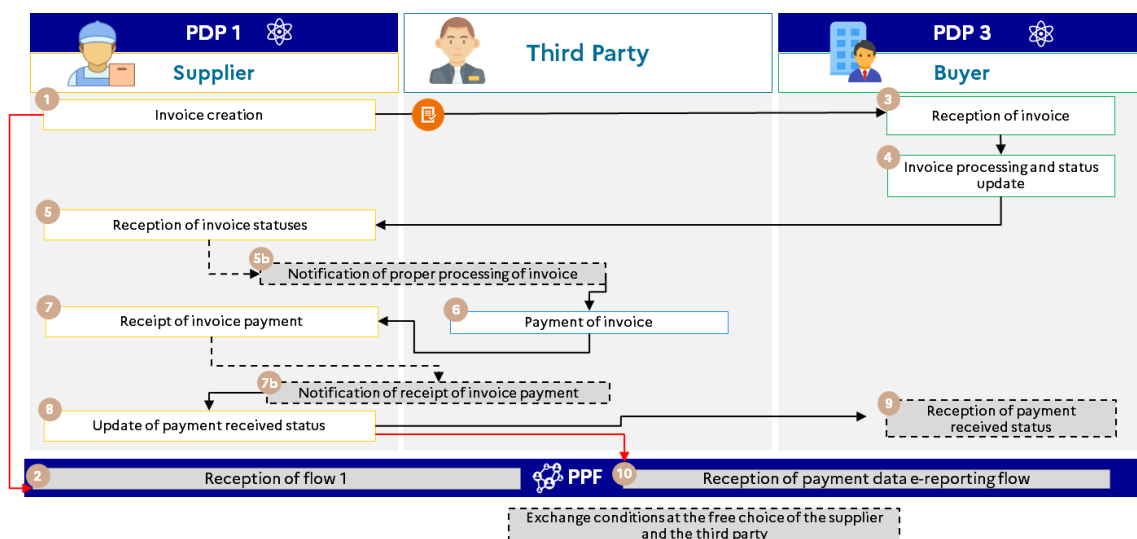 PDP 1
PDP 3
Supplier
Third Party
Buyer
1
Invoice creation
3
Reception of invoice
4
Invoice processing and status
update
5
Reception of invoice statuses
5b
Notification of proper processing of invoice
7
Receipt of invoice payment
6
Payment of invoice
7b
Notification of receipt of invoice payment
8
Update of payment received status
9
Reception of payment
received status
2
Reception of flow 1
PPF
10
Reception of payment data e-reporting flow
Exchange conditions at the free choice of the supplier
and the third party